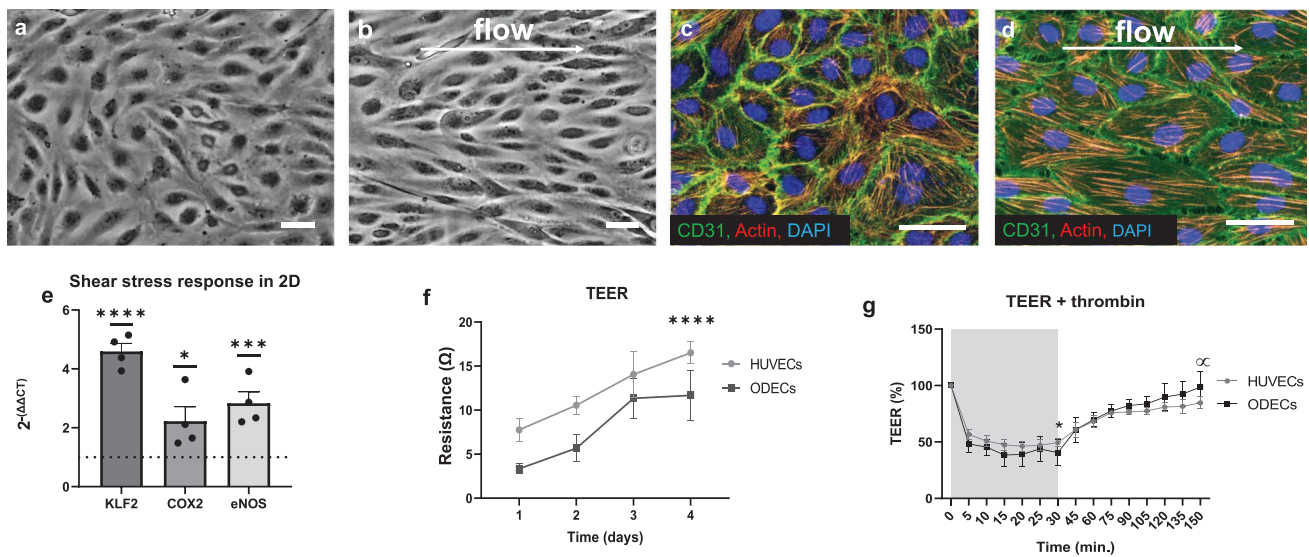 a
b
flow
c
CD31, Actin, DAPI
d
flow
CD31, Actin, DAPI
e
Shear stress response in 2D
2-(ΔΔCT)
6
4
2
0
****
*
***
KLF2
COX2
eNOS
f
TEER
Resistance (Ω)
20
15
10
5
0
****
HUVECs
ODECs
1
2
3
4
Time (days)
g
TEER + thrombin
TEER (%)
150
100
50
0
*
∝
HUVECs
ODECs
0
5
10
15
20
25
30
45
60
75
90
105
120
135
150
Time (min.)